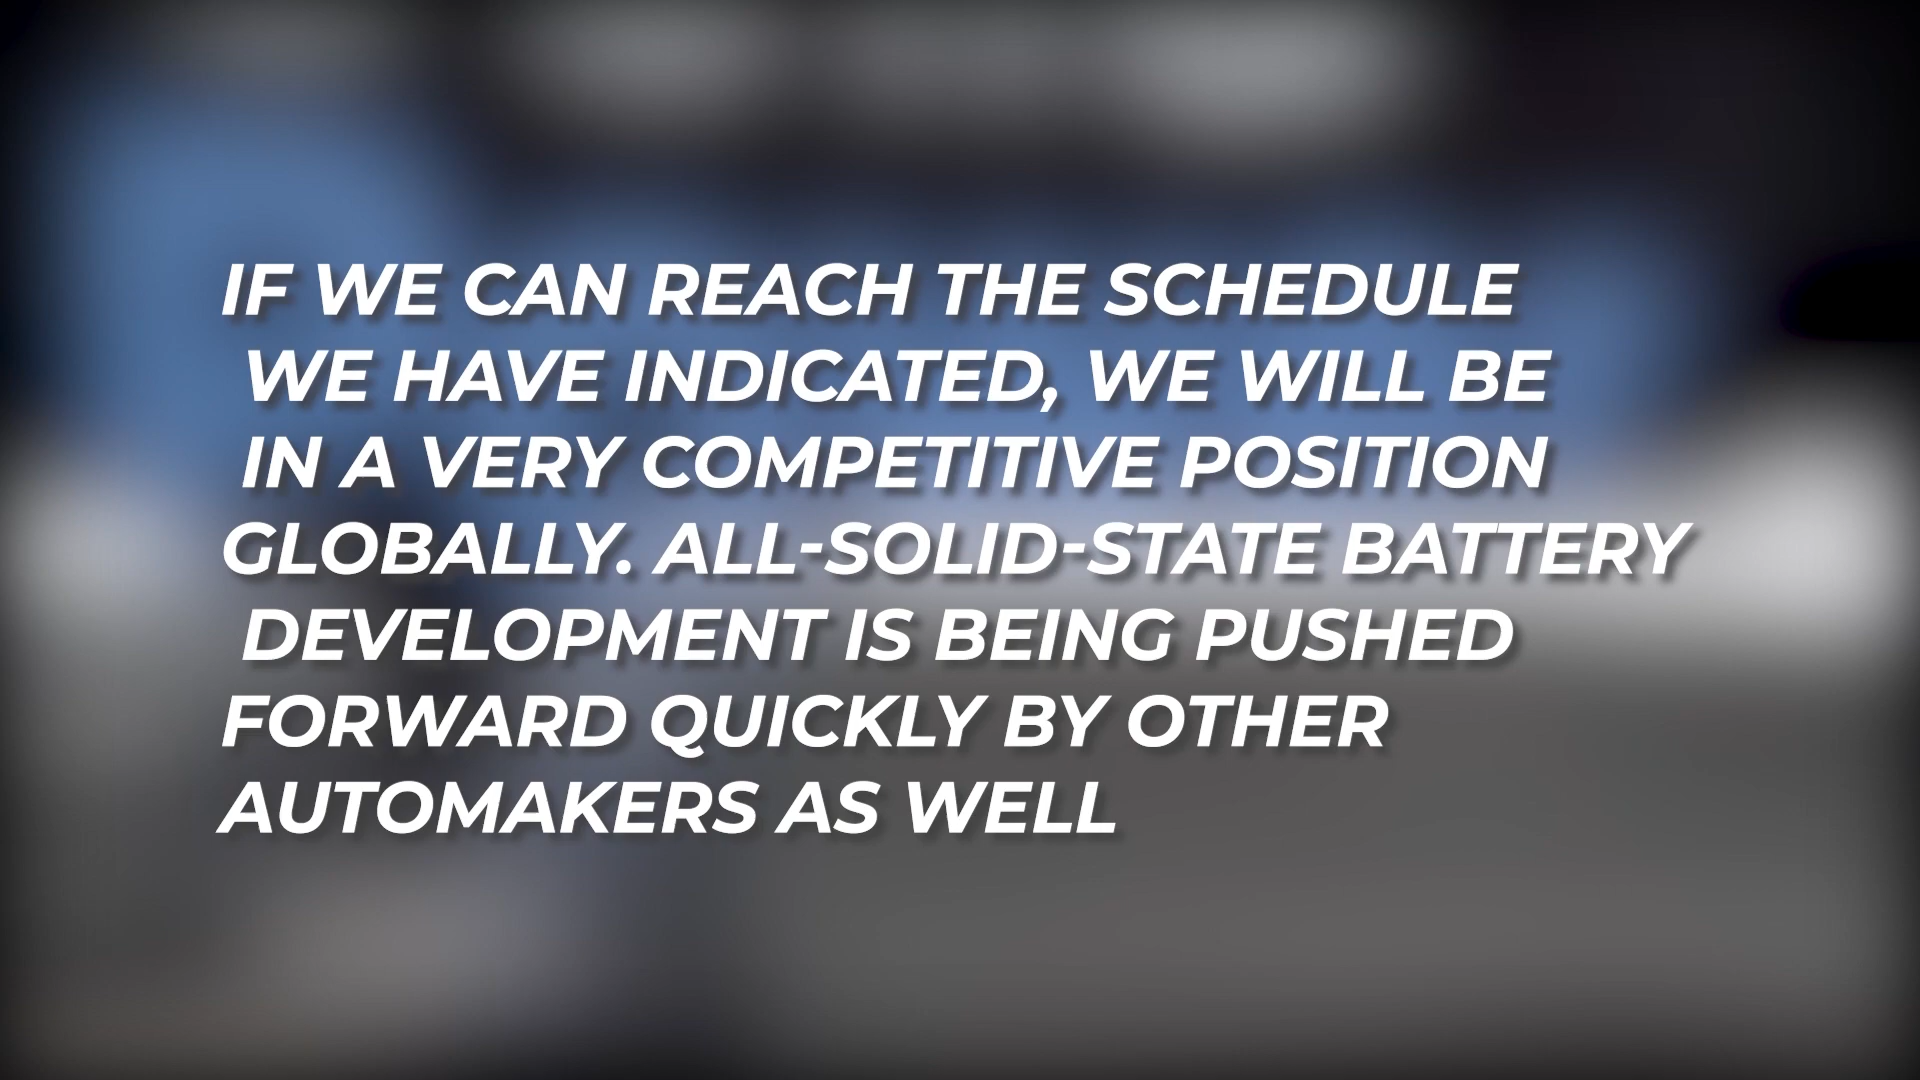 IF WE CAN REACH THE SCHEDULE
WE HAVE INDICATED, WE WILL BE
IN A VERY COMPETITIVE POSITION
GLOBALLY. ALL-SOLID-STATE BATTERY
DEVELOPMENT IS BEING PUSHED
FORWARD QUICKLY BY OTHER
AUTOMAKERS AS WELL